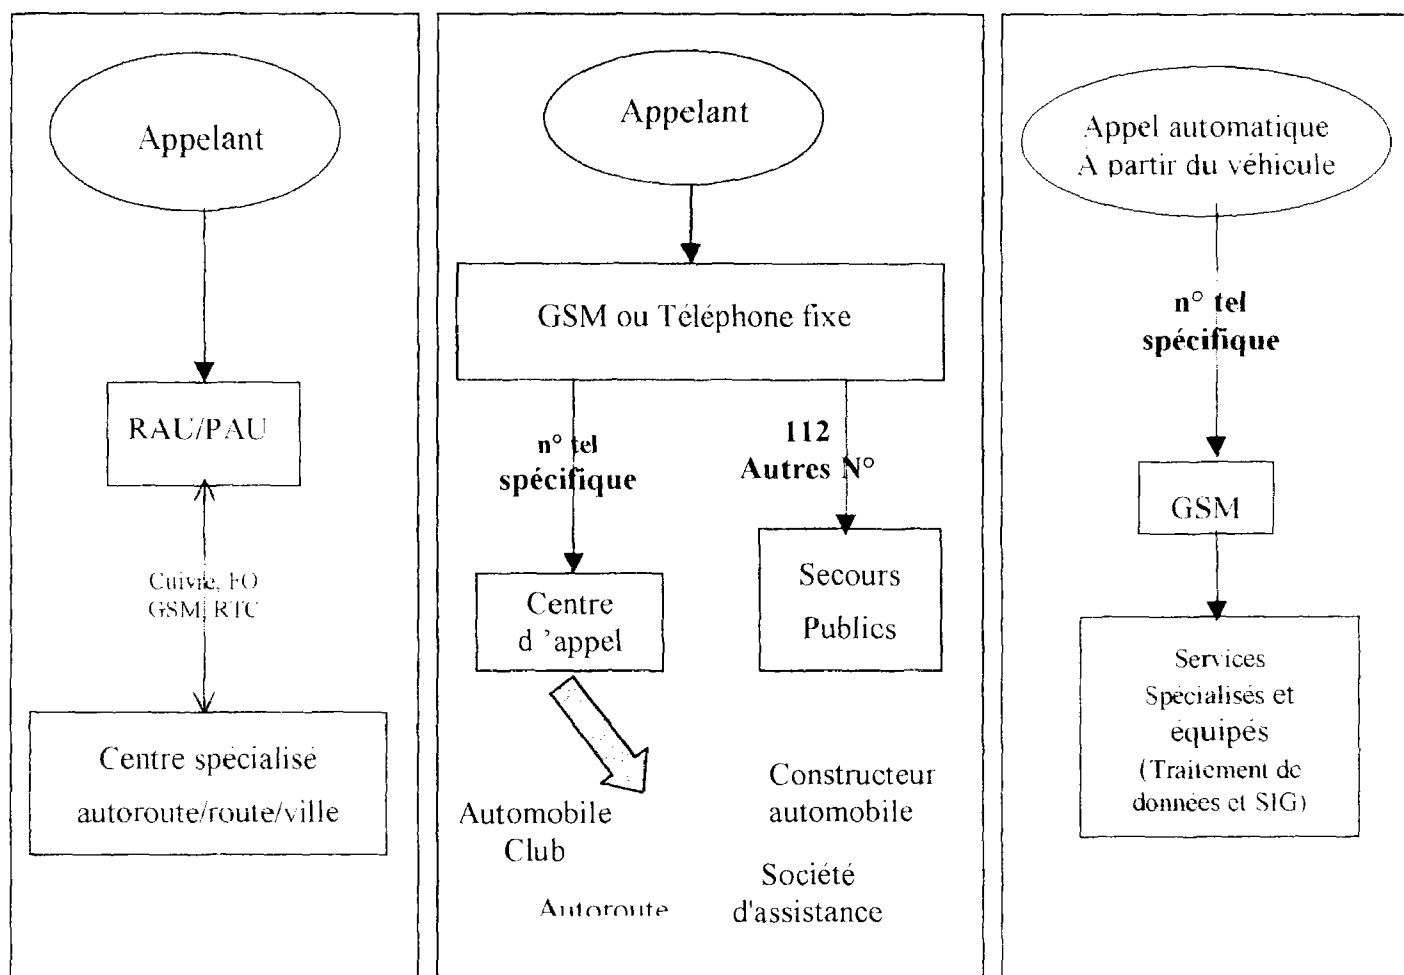 Appelant
RAU/PAU
Cuivre, FO
GSM, RTC
Centre spécialisé
autoroute/route/ville
Appelant
GSM ou Téléphone fixe
n° tel
spécifique
112
Autres N°
Centre
d 'appel
Secours
Publics
Automobile
Club
Constructeur
automobile
Autoroute
Société
d'assistance
Appel automatique
A partir du véhicule
n° tel
spécifique
GSM
Services
Spécialisés et
équipés
(Traitement de
données et SIG)